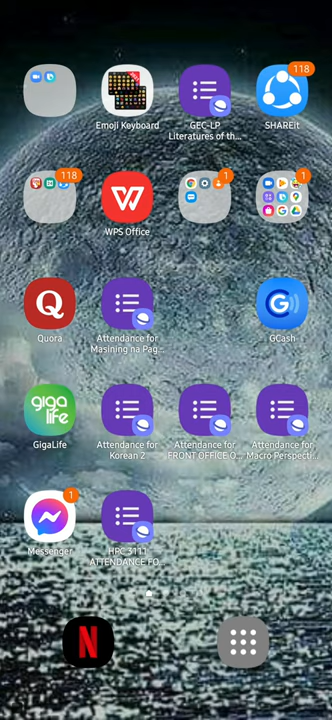 118
Emoji Keyboard
GEC-LP
Literatures of th...
SHAREit
118
1
1
WPS Office
Quora
Attendance for
Masining na Pag...
GCash
giga
life
GigaLife
Attendance for
Korean 2
Attendance for
FRONT OFFICE O...
Attendance for
Macro Perspecti...
1
Messenger
HPC 3111
ATTENDANCE FO...